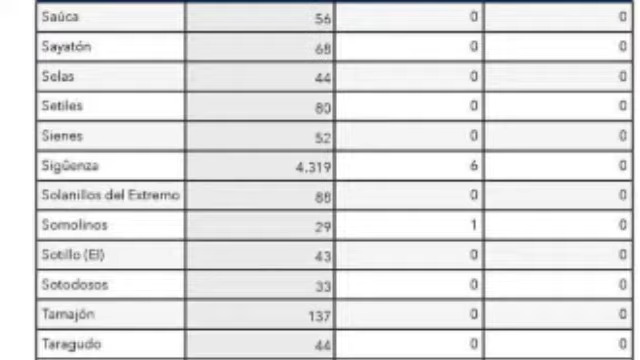 Saúca 56 0 0
Sayatón 68 0 0
Selas 44 0 0
Setiles 80 0 0
Sienes 52 0 0
Sigüenza 4.319 6 0
Solanillos del Extremo 88 0 0
Somolinos 29 1 0
Sotillo (El) 43 0 0
Sotodosos 33 0 0
Tamajón 137 0 0
Taragudo 44 0 0